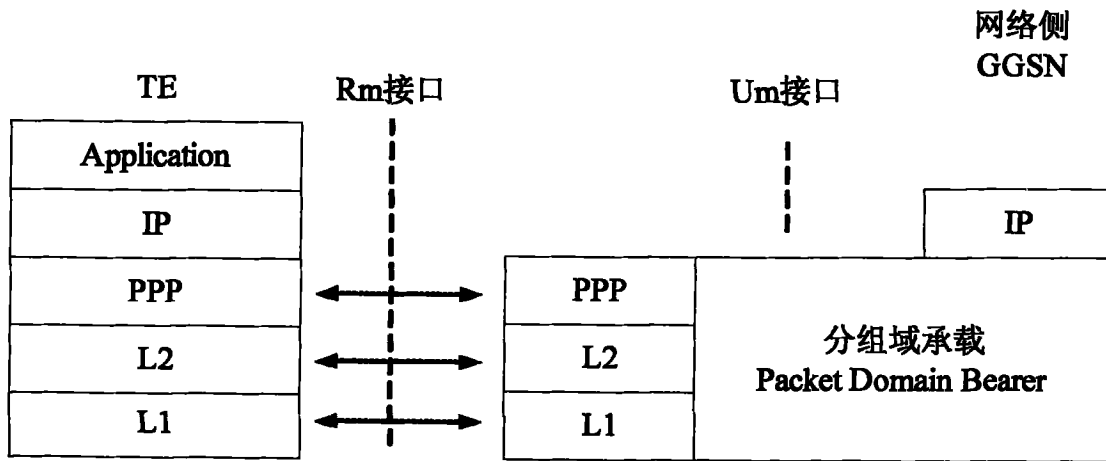 网络侧
GGSN
TE
Rm接口
Um接口
Application
IP
IP
PPP
PPP
L2
L2
分组域承载
Packet Domain Bearer
L1
L1